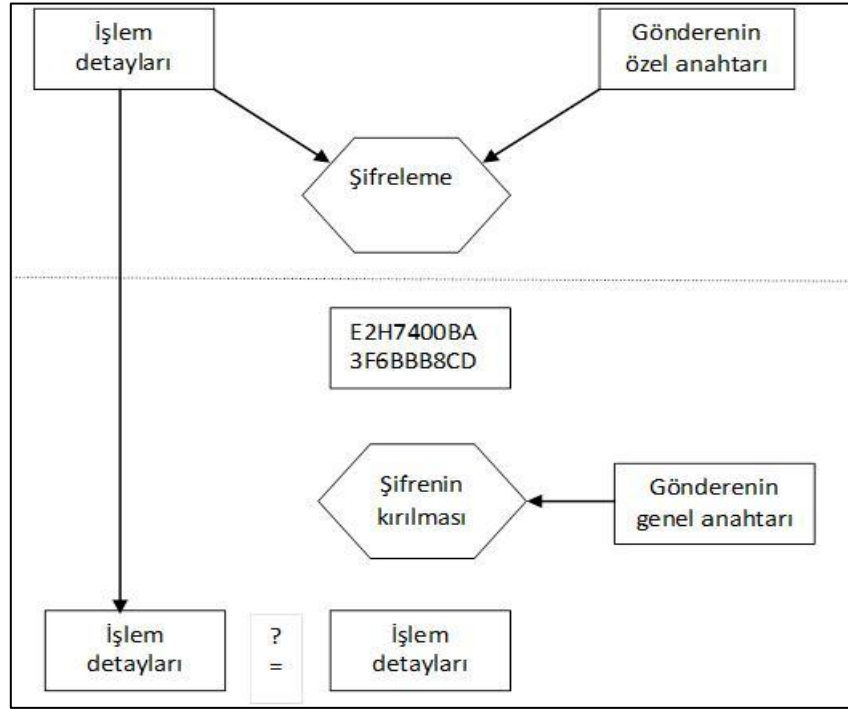 İşlem
detayları
Gönderenin
özel anahtarı
Şifreleme
E2H7400BA
3F6BBB8CD
Şifrenin
kırılması
Gönderenin
genel anahtarı
İşlem
detayları
?
=
İşlem
detayları